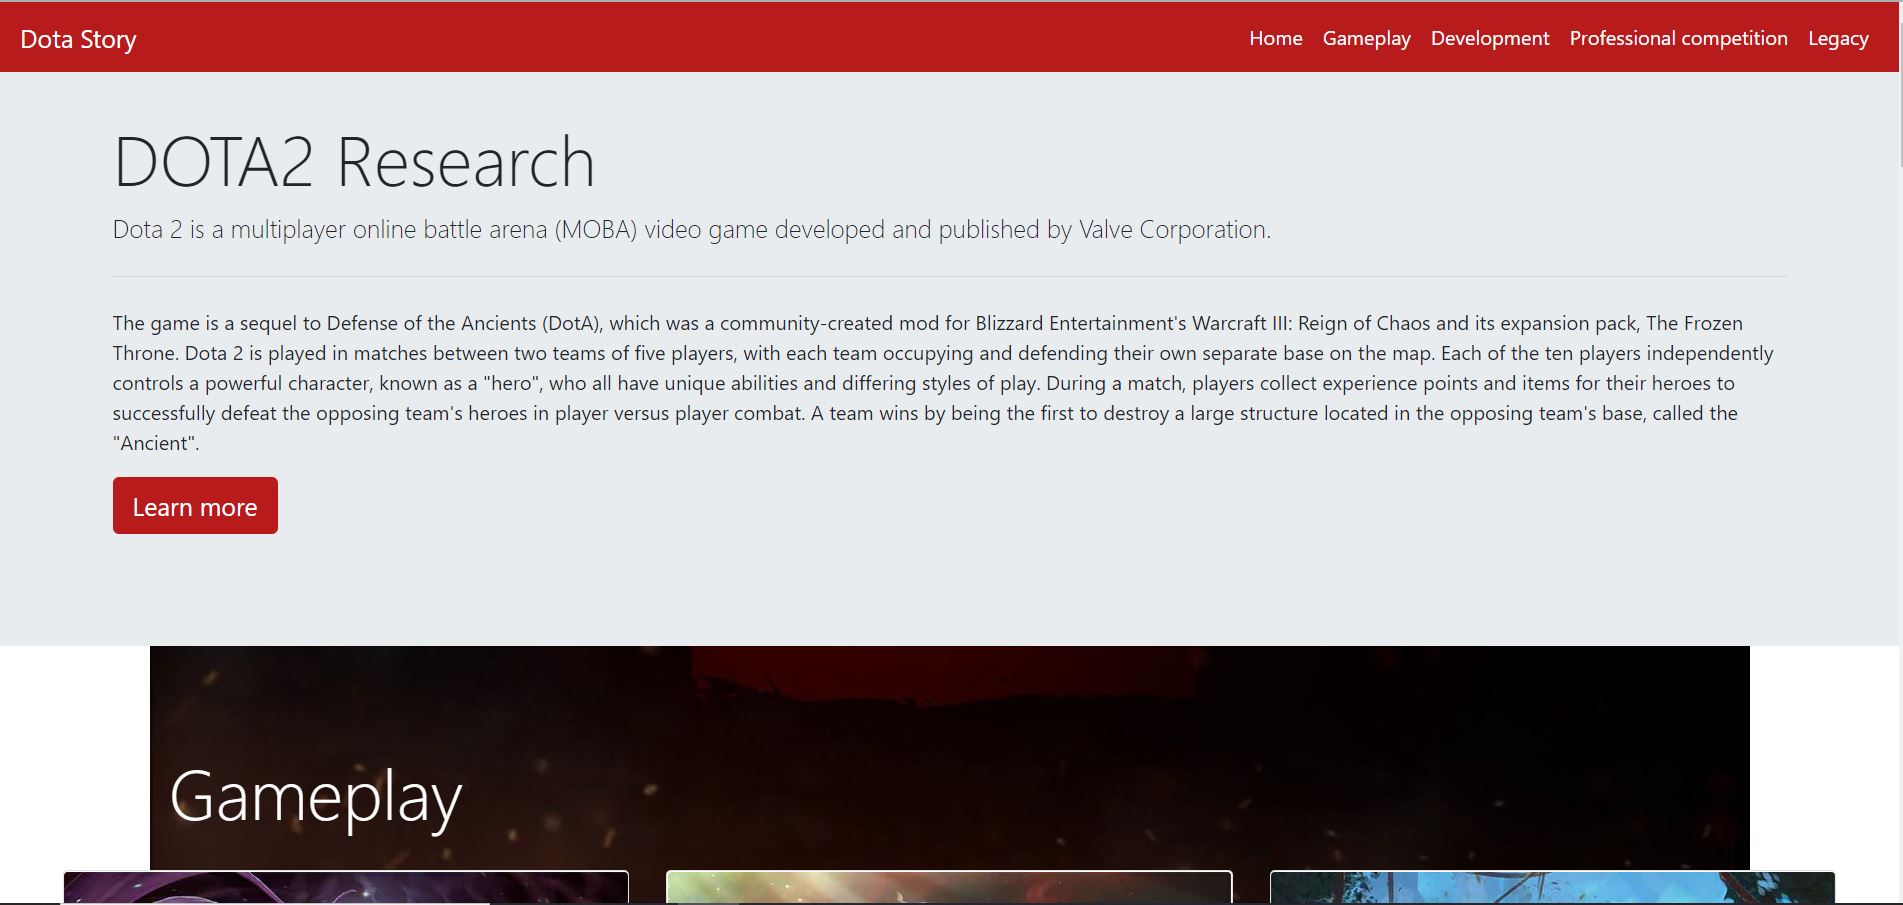 Dota Story
Home Gameplay Development Professional competition Legacy
DOTA2 Research
Dota 2 is a multiplayer online battle arena (MOBA) video game developed and published by Valve Corporation.
The game is a sequel to Defense of the Ancients (DotA), which was a community-created mod for Blizzard Entertainment's Warcraft III: Reign of Chaos and its expansion pack, The Frozen
Throne. Dota 2 is played in matches between two teams of five players, with each team occupying and defending their own separate base on the map. Each of the ten players independently
controls a powerful character, known as a "hero", who all have unique abilities and differing styles of play. During a match, players collect experience points and items for their heroes to
successfully defeat the opposing team's heroes in player versus player combat. A team wins by being the first to destroy a large structure located in the opposing team's base, called the
"Ancient".
Learn more
Gameplay